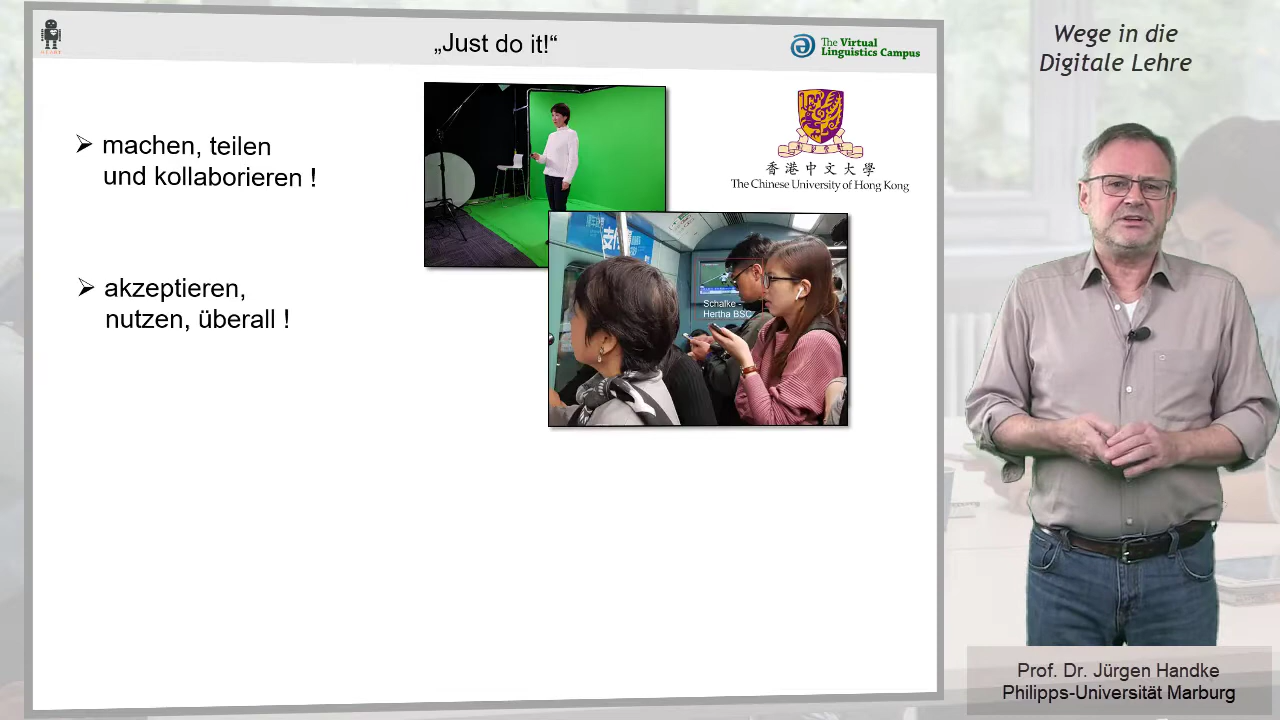 „Just do it!“
The Virtual
Linguistics Campus
Wege in die
Digitale Lehre
machen, teilen
und kollaborieren !
香港中文大學
The Chinese University of Hong Kong
akzeptieren,
nutzen, überall !
Schalke -
Hertha BSC
Prof. Dr. Jürgen Handke
Philipps-Universität Marburg